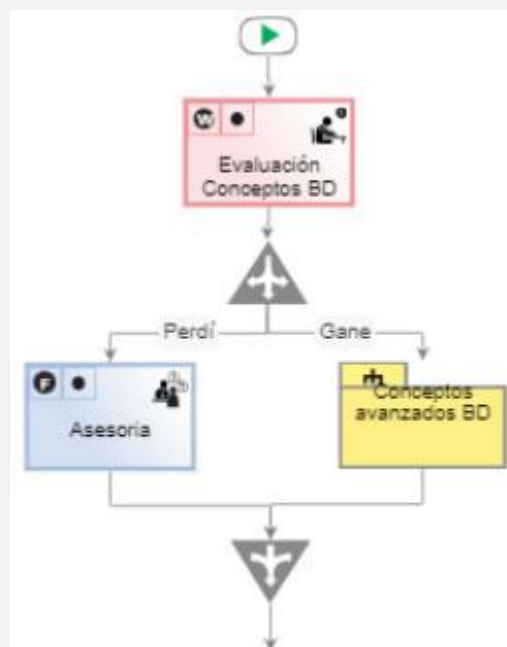 W
Evaluación
Conceptos BD
Perdí
Gane
F
Asesoria
Conceptos
avanzados BD